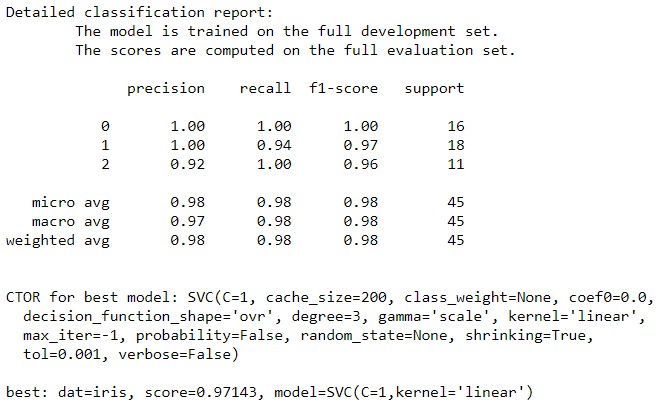 Detailed classification report:
The model is trained on the full development set.
The scores are computed on the full evaluation set.
precision recall f1-score support
0 1.00 1.00 1.00 16
1 1.00 0.94 0.97 18
2 0.92 1.00 0.96 11
micro avg 0.98 0.98 0.98 45
macro avg 0.97 0.98 0.98 45
weighted avg 0.98 0.98 0.98 45
CTOR for best model: SVC(C=1, cache_size=200, class_weight=None, coef0=0.0,
decision_function_shape='ovr', degree=3, gamma='scale', kernel='linear',
max_iter=-1, probability=False, random_state=None, shrinking=True,
tol=0.001, verbose=False)
best: dat=iris, score=0.97143, model=SVC(C=1,kernel='linear')